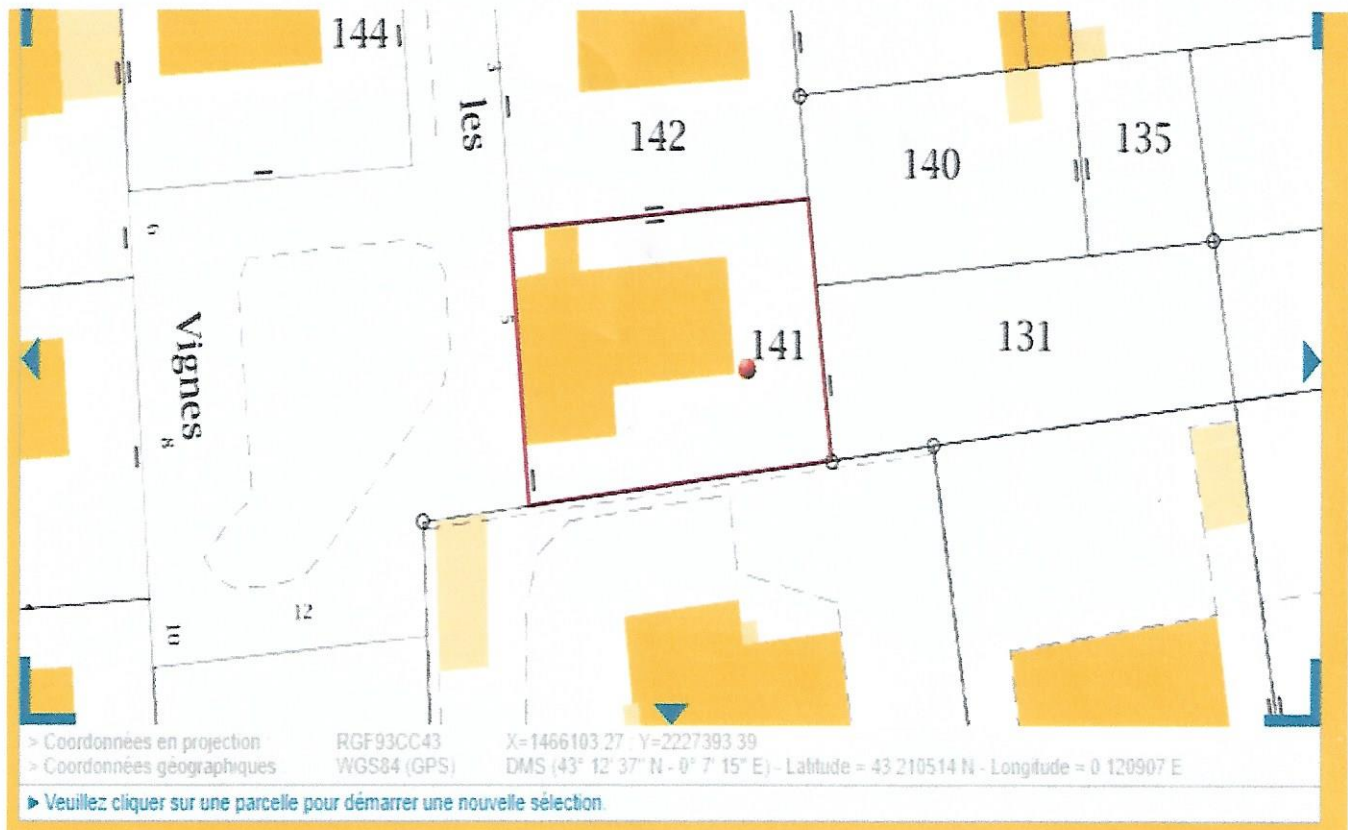 144
3
les
142
140
135
6
5
141
131
Vignes
8
12
10
> Coordonnées en projection RGF93CC43 X=1466103.27 ; Y=2227393.39
> Coordonnées géographiques WGS84 (GPS) DMS (43° 12' 37" N - 0° 7' 15" E) - Latitude = 43.210514 N - Longitude = 0.120907 E
Veuillez cliquer sur une parcelle pour démarrer une nouvelle sélection.